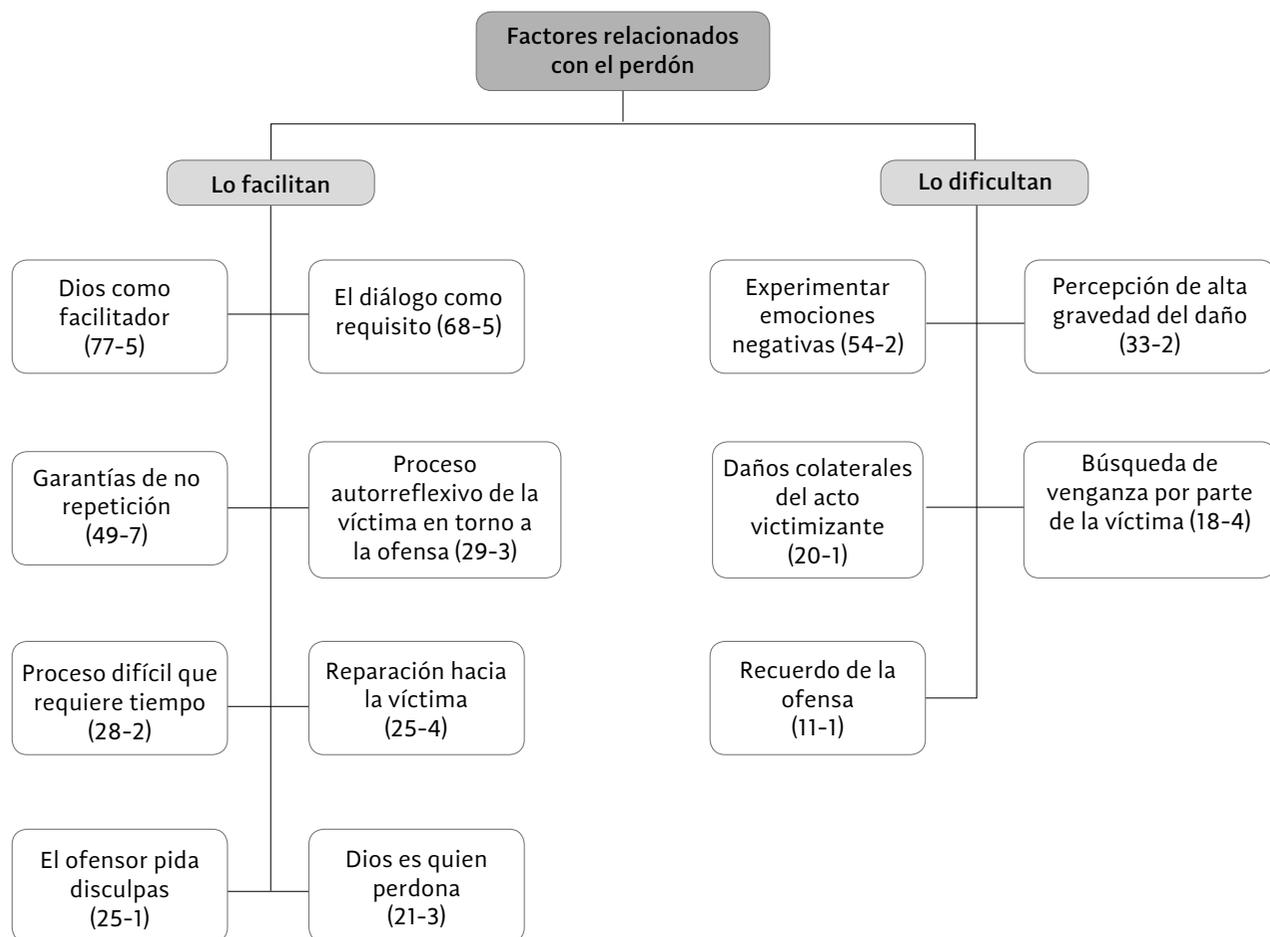 Factores relacionados
con el perdón
Lo facilitan
Lo dificultan
Dios como
facilitador
(77-5)
El diálogo como
requisito (68-5)
Experimentar
emociones
negativas (54-2)
Percepción de alta
gravedad del daño
(33-2)
Garantías de no
repetición
(49-7)
Proceso
autorreflexivo de la
víctima en torno a
la ofensa (29-3)
Daños colaterales
del acto
victimizante
(20-1)
Búsqueda de
venganza por parte
de la víctima (18-4)
Proceso difícil que
requiere tiempo
(28-2)
Reparación hacia
la víctima
(25-4)
Recuerdo de la
ofensa
(11-1)
El ofensor pida
disculpas
(25-1)
Dios es quien
perdona
(21-3)